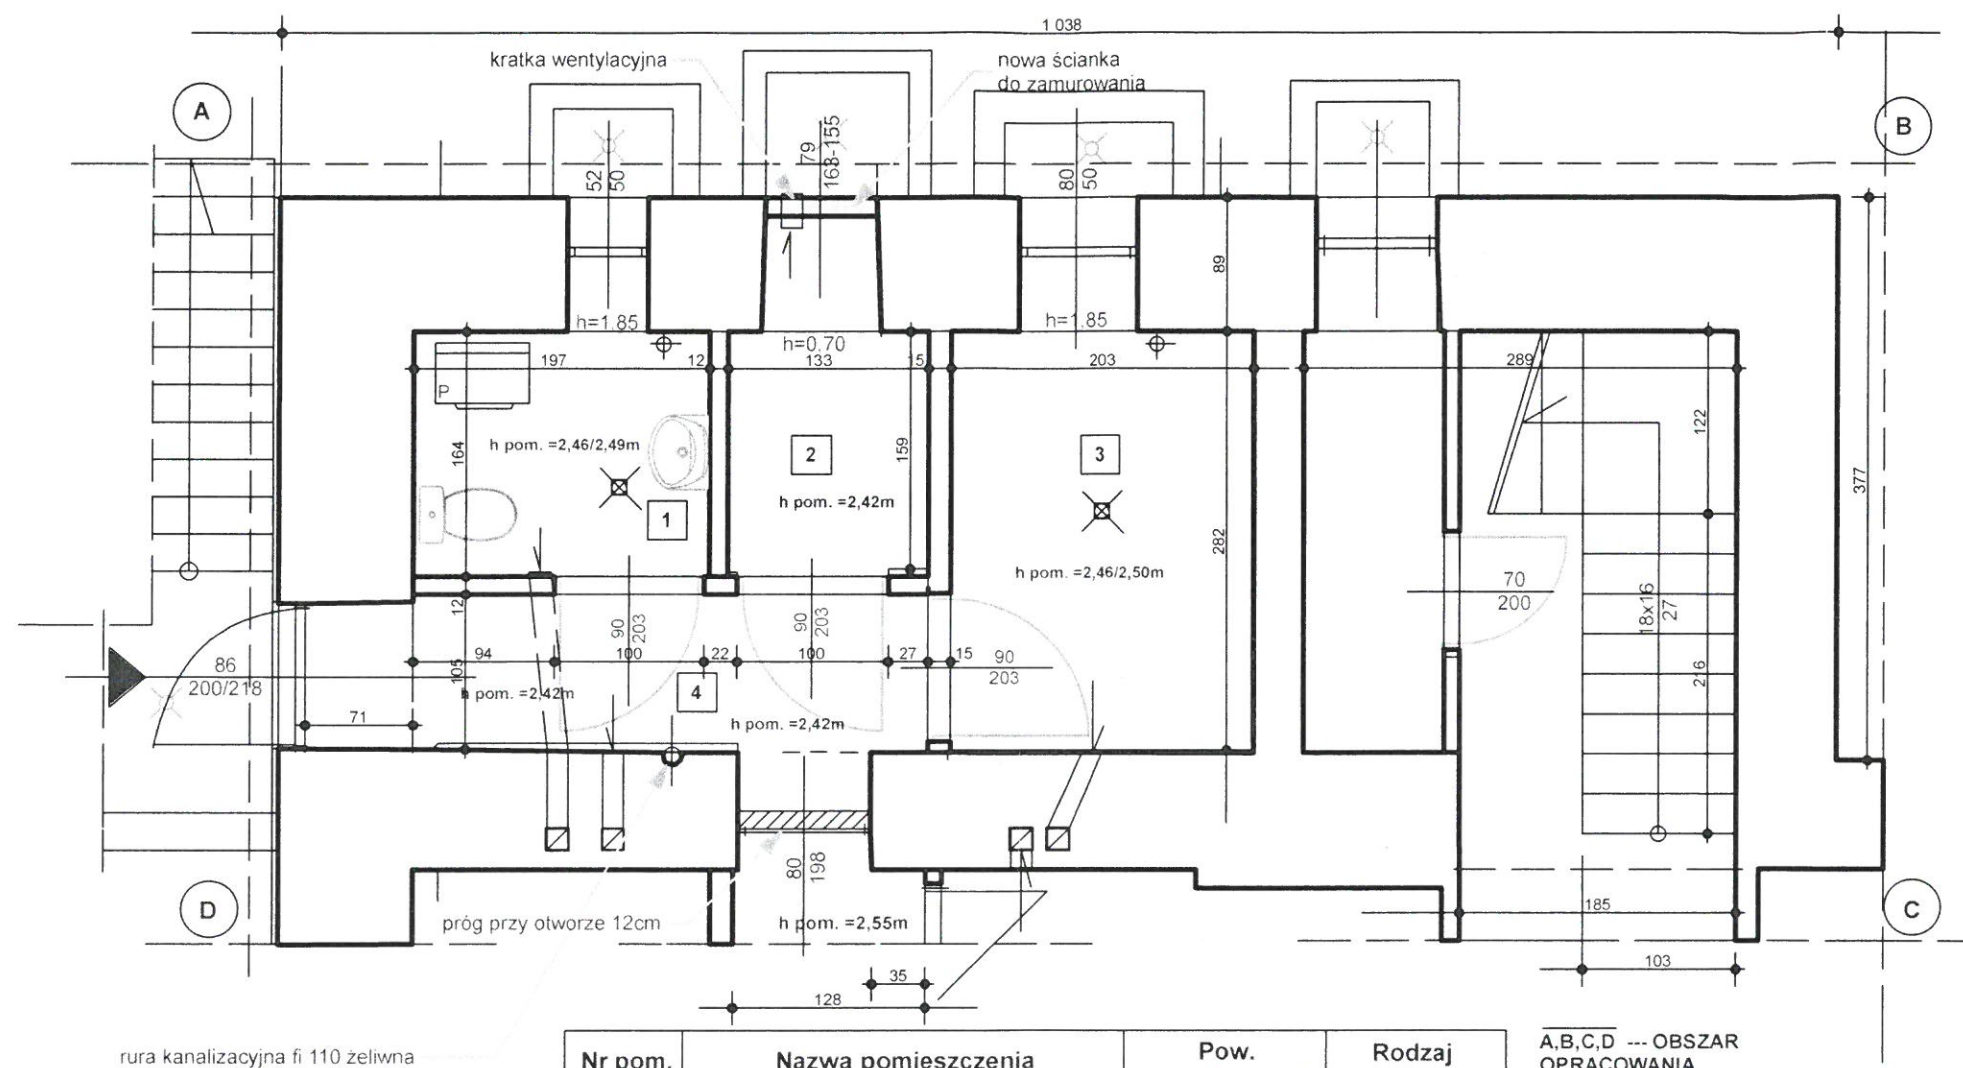 1 038
kratka wentylacyjna
nowa ścianka
do zamurowania
A
B
79
163-155
52
50
80
50
89
h=1.85
h=1.85
h=0.70
197
12
133
15
203
289
P
164
h pom. =2,46/2,49m
2
159
3
122
377
h pom. =2,42m
1
282
h pom. =2,46/2,50m
70
200
18x16
27
12
90
203
90
203
86
200/218
94
100
22
100
27
15
90
203
105
h pom. =2,42m
4
216
71
h pom. =2,42m
80
198
D
próg przy otworze 12cm
h pom. =2,55m
185
C
103
35
128
rura kanalizacyjna fi 110 żeliwna
Nr pom.
Nazwa pomieszczenia
Pow.
Rodzaj
A,B,C,D --- OBSZAR
OPRACOWANIA